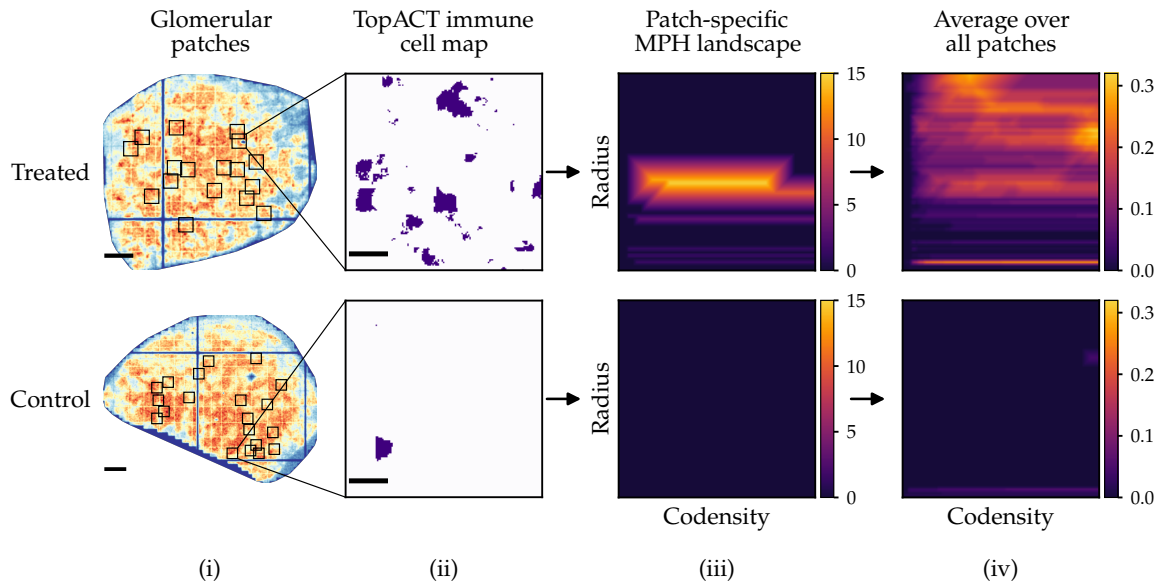 Glomerular
patches
TopACT immune
cell map
Patch-specific
MPH landscape
Average over
all patches
Treated
Radius
15
10
5
0
0.3
0.2
0.1
0.0
Control
Radius
15
10
5
0
0.3
0.2
0.1
0.0
Codensity
Codensity
(i)
(ii)
(iii)
(iv)